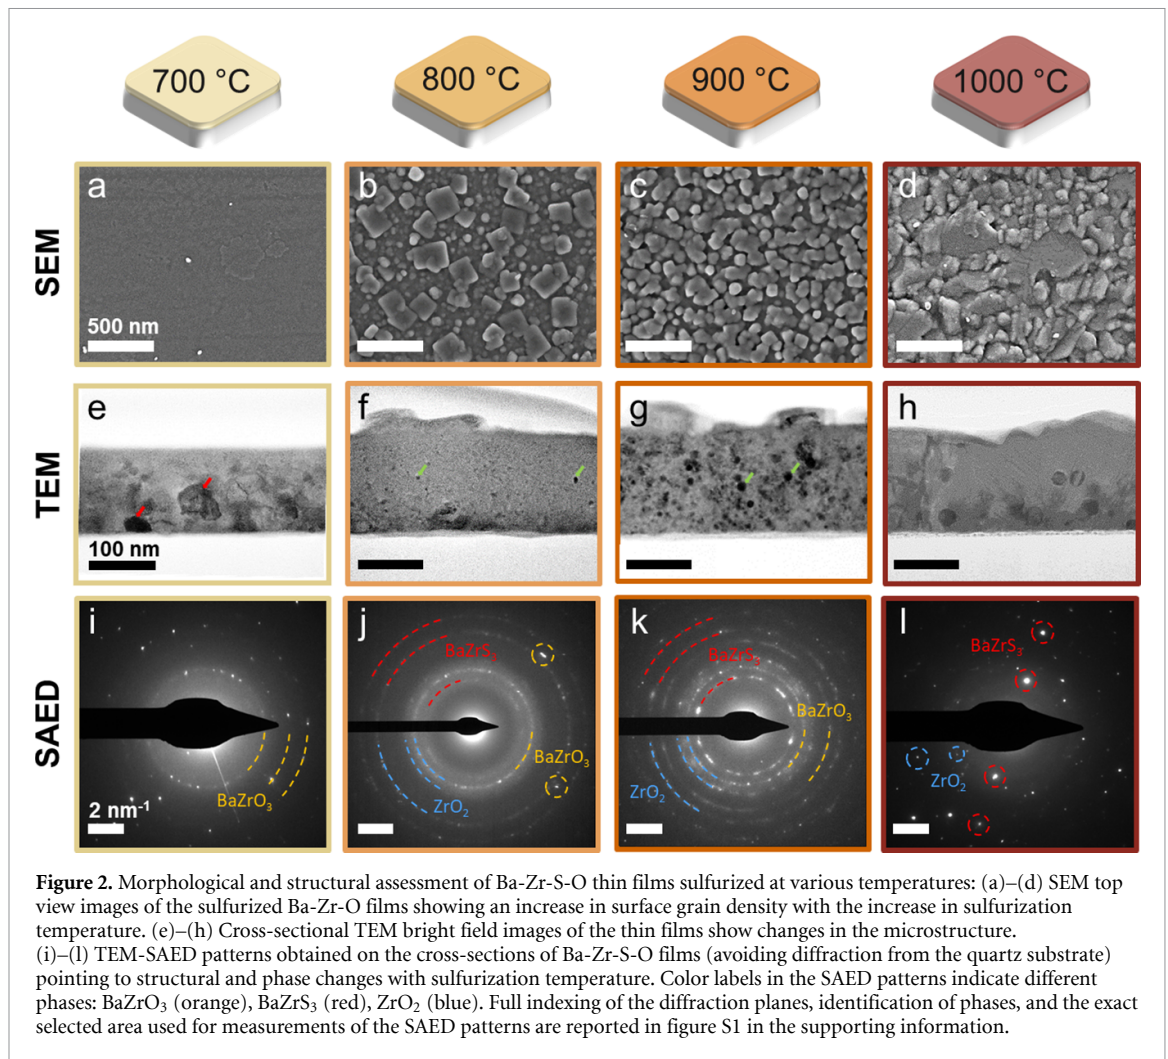 700 °C
800 °C
900 °C
1000 °C
SEM
a
500 nm
b
c
d
TEM
e
100 nm
f
g
h
SAED
i
BaZrO₃
2 nm⁻¹
j
BaZrS₃
BaZrO₃
ZrO₂
k
BaZrS₃
BaZrO₃
ZrO₂
l
BaZrS₃
ZrO₂
Figure 2. Morphological and structural assessment of Ba-Zr-S-O thin films sulfurized at various temperatures: (a)–(d) SEM top
view images of the sulfurized Ba-Zr-O films showing an increase in surface grain density with the increase in sulfurization
temperature. (e)–(h) Cross-sectional TEM bright field images of the thin films show changes in the microstructure.
(i)–(l) TEM-SAED patterns obtained on the cross-sections of Ba-Zr-S-O films (avoiding diffraction from the quartz substrate)
pointing to structural and phase changes with sulfurization temperature. Color labels in the SAED patterns indicate different
phases: BaZrO₃ (orange), BaZrS₃ (red), ZrO₂ (blue). Full indexing of the diffraction planes, identification of phases, and the exact
selected area used for measurements of the SAED patterns are reported in figure S1 in the supporting information.